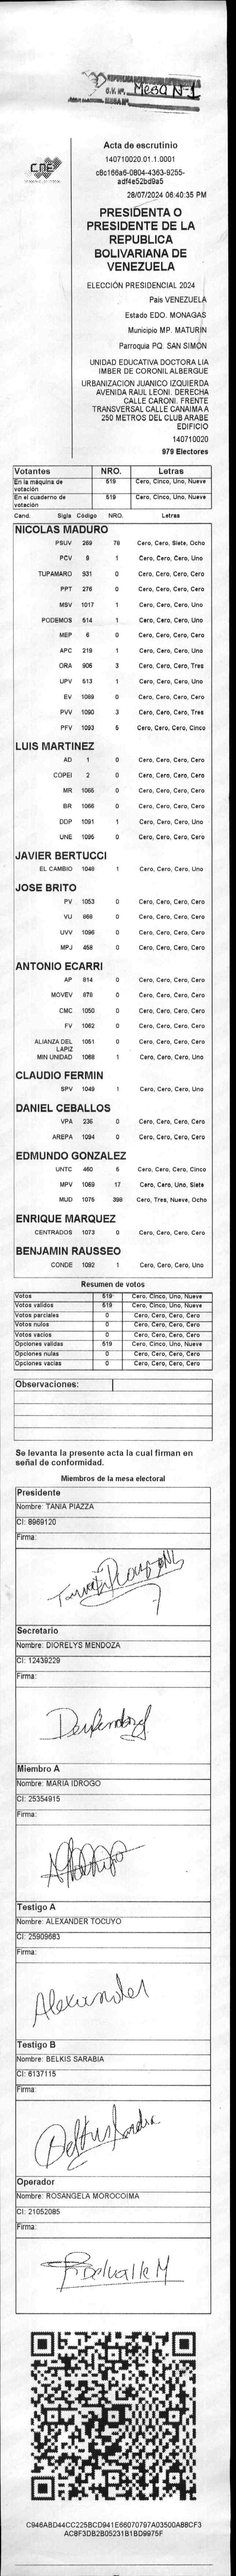 Mesa N-1
CNE
Acta de escrutinio
140710020.01.1.0001
c8c166a6-0804-4363-9255-
adf4e52bd9a5
28/07/2024 06:40:35 PM
PRESIDENTA O
PRESIDENTE DE LA
REPUBLICA
BOLIVARIANA DE
VENEZUELA
ELECCIÓN PRESIDENCIAL 2024
Pais VENEZUELA
Estado EDO. MONAGAS
Municipio MP. MATURIN
Parroquia PQ. SAN SIMON
UNIDAD EDUCATIVA DOCTORA LIA
IMBER DE CORONIL ALBERGUE
URBANIZACION JUANICO IZQUIERDA
AVENIDA RAUL LEONI. DERECHA
CALLE CARONI. FRENTE
TRANSVERSAL CALLE CANAIMA A
250 METROS DEL CLUB ARABE
EDIFICIO
140710020
979 Electores
Votantes NRO. Letras
En la máquina de votación 519 Cero, Cinco, Uno, Nueve
En el cuaderno de votación 519 Cero, Cinco, Uno, Nueve
Cand. Sigla Código NRO. Letras
NICOLAS MADURO
PSUV 269 78 Cero, Cero, Siete, Ocho
PCV 9 1 Cero, Cero, Cero, Uno
TUPAMARO 931 0 Cero, Cero, Cero, Cero
PPT 276 0 Cero, Cero, Cero, Cero
MSV 1017 1 Cero, Cero, Cero, Uno
PODEMOS 514 1 Cero, Cero, Cero, Uno
MEP 6 0 Cero, Cero, Cero, Cero
APC 219 1 Cero, Cero, Cero, Uno
ORA 906 3 Cero, Cero, Cero, Tres
UPV 513 1 Cero, Cero, Cero, Uno
EV 1089 0 Cero, Cero, Cero, Cero
PVV 1090 3 Cero, Cero, Cero, Tres
PFV 1093 5 Cero, Cero, Cero, Cinco
LUIS MARTINEZ
AD 1 0 Cero, Cero, Cero, Cero
COPEI 2 0 Cero, Cero, Cero, Cero
MR 1065 0 Cero, Cero, Cero, Cero
BR 1066 0 Cero, Cero, Cero, Cero
DDP 1091 1 Cero, Cero, Cero, Uno
UNE 1095 0 Cero, Cero, Cero, Cero
JAVIER BERTUCCI
EL CAMBIO 1046 1 Cero, Cero, Cero, Uno
JOSE BRITO
PV 1053 0 Cero, Cero, Cero, Cero
VU 868 0 Cero, Cero, Cero, Cero
UVV 1096 0 Cero, Cero, Cero, Cero
MPJ 458 0 Cero, Cero, Cero, Cero
ANTONIO ECARRI
AP 814 0 Cero, Cero, Cero, Cero
MOVEV 878 0 Cero, Cero, Cero, Cero
CMC 1050 0 Cero, Cero, Cero, Cero
FV 1062 0 Cero, Cero, Cero, Cero
ALIANZA DEL LAPIZ 1051 0 Cero, Cero, Cero, Cero
MIN UNIDAD 1068 1 Cero, Cero, Cero, Uno
CLAUDIO FERMIN
SPV 1049 1 Cero, Cero, Cero, Uno
DANIEL CEBALLOS
VPA 236 0 Cero, Cero, Cero, Cero
AREPA 1094 0 Cero, Cero, Cero, Cero
EDMUNDO GONZALEZ
UNTC 460 5 Cero, Cero, Cero, Cinco
MPV 1069 17 Cero, Cero, Uno, Siete
MUD 1075 398 Cero, Tres, Nueve, Ocho
ENRIQUE MARQUEZ
CENTRADOS 1073 0 Cero, Cero, Cero, Cero
BENJAMIN RAUSSEO
CONDE 1092 1 Cero, Cero, Cero, Uno
Resumen de votos
Votos 519 Cero, Cinco, Uno, Nueve
Votos validos 519 Cero, Cinco, Uno, Nueve
Votos parciales 0 Cero, Cero, Cero, Cero
Votos nulos 0 Cero, Cero, Cero, Cero
Votos vacios 0 Cero, Cero, Cero, Cero
Opciones validas 519 Cero, Cinco, Uno, Nueve
Opciones nulas 0 Cero, Cero, Cero, Cero
Opciones vacias 0 Cero, Cero, Cero, Cero
Observaciones:
Se levanta la presente acta la cual firman en
señal de conformidad.
Miembros de la mesa electoral
Presidente
Nombre: TANIA PIAZZA
CI: 8969120
Firma:
Secretario
Nombre: DIORELYS MENDOZA
CI: 12439229
Firma:
Miembro A
Nombre: MARIA IDROGO
CI: 25354915
Firma:
Testigo A
Nombre: ALEXANDER TOCUYO
CI: 25909683
Firma:
Alexander
Testigo B
Nombre: BELKIS SARABIA
CI: 6137115
Firma:
Operador
Nombre: ROSANGELA MOROCOIMA
CI: 21052085
Firma:
C946ABD44CC225BCD941E66070797A03500A88CF3
AC8F3DB2B05231B1BD9975F